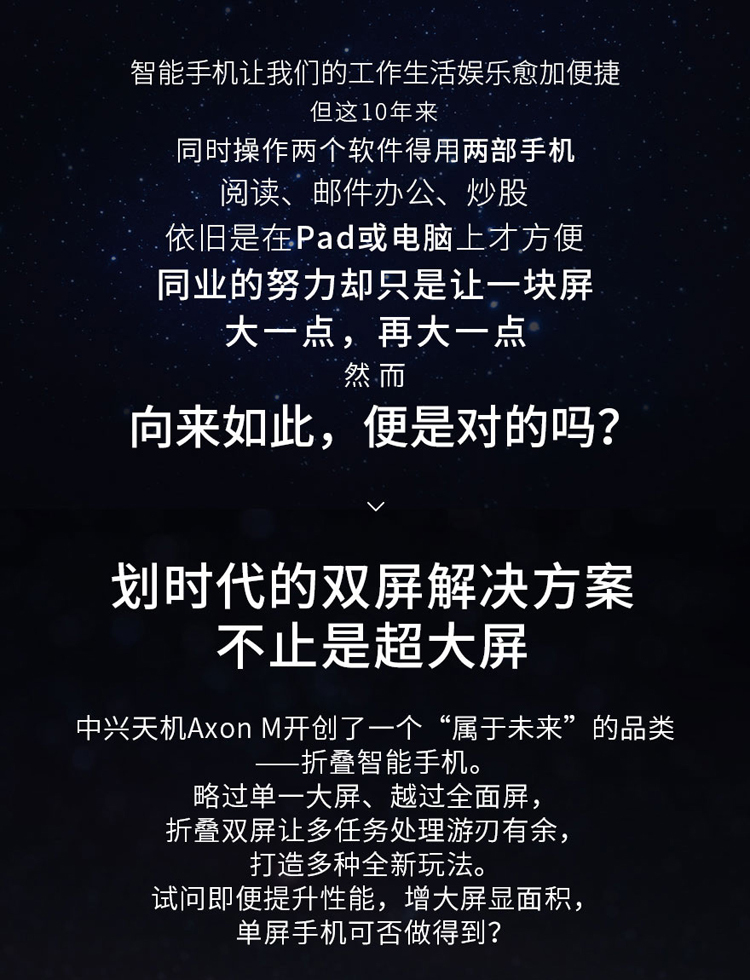 智能手机让我们的工作生活娱乐愈加便捷
但这10年来
同时操作两个软件得用两部手机
阅读、邮件办公、炒股
依旧是在Pad或电脑上才方便
同业的努力却只是让一块屏
大一点，再大一点
然而
向来如此，便是对的吗？
划时代的双屏解决方案
不止是超大屏
中兴天机Axon M开创了一个“属于未来”的品类
——折叠智能手机。
略过单一大屏、越过全面屏，
折叠双屏让多任务处理游刃有余，
打造多种全新玩法。
试问即便提升性能，增大屏显面积，
单屏手机可否做得到？